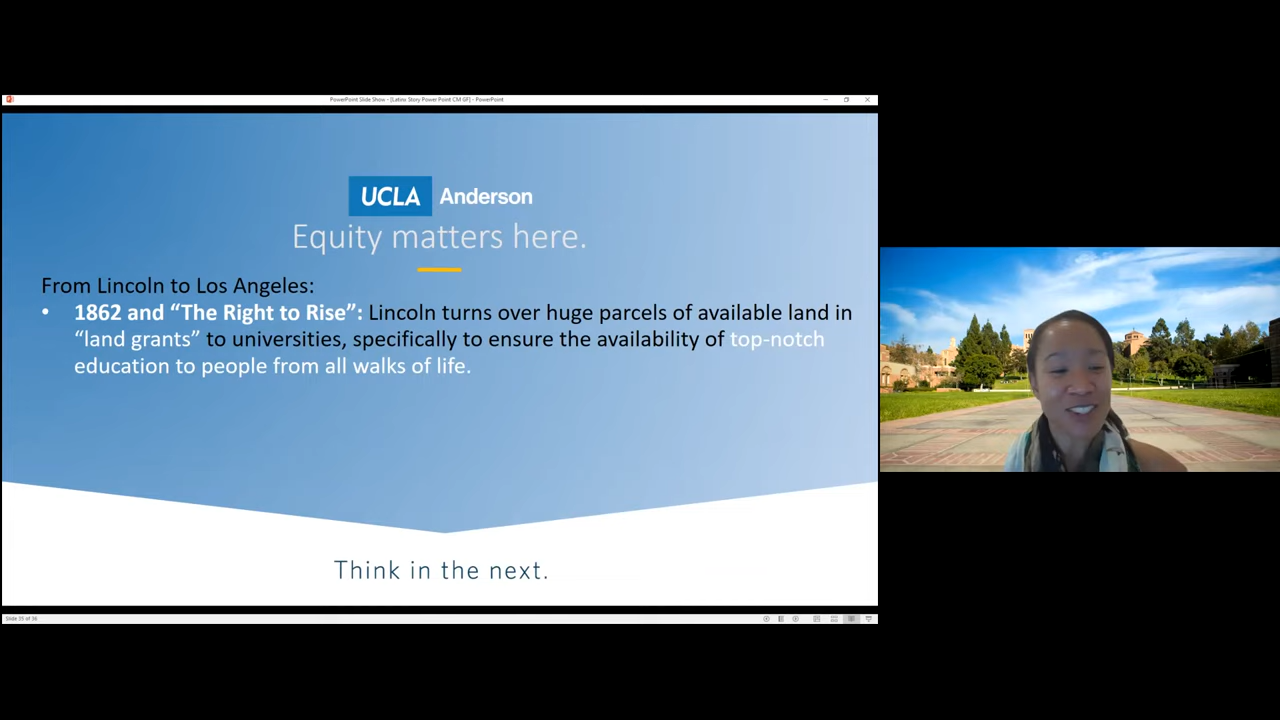 PowerPoint Slide Show - [Latinx Story Power Point CM GF] - PowerPoint
UCLA Anderson
Equity matters here.
From Lincoln to Los Angeles:
• 1862 and “The Right to Rise”: Lincoln turns over huge parcels of available land in
“land grants” to universities, specifically to ensure the availability of top-notch
education to people from all walks of life.
Think in the next.
Slide 35 of 36